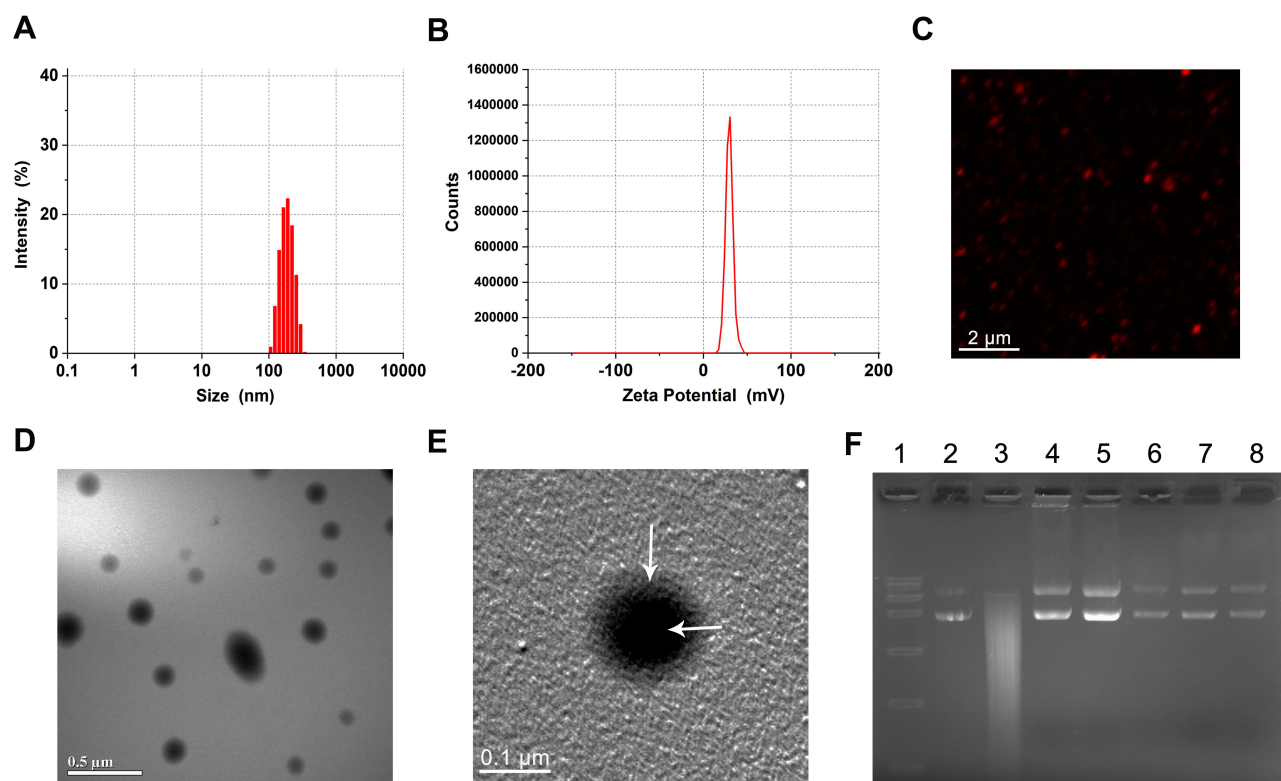 A
40
30
20
10
0
Intensity (%)
0.1 1 10 100 1000 10000
Size (nm)
B
1600000
1400000
1200000
1000000
800000
600000
400000
200000
0
Counts
-200 -100 0 100 200
Zeta Potential (mV)
C
2 µm
D
0.5 µm
E
0.1 µm
F
1 2 3 4 5 6 7 8